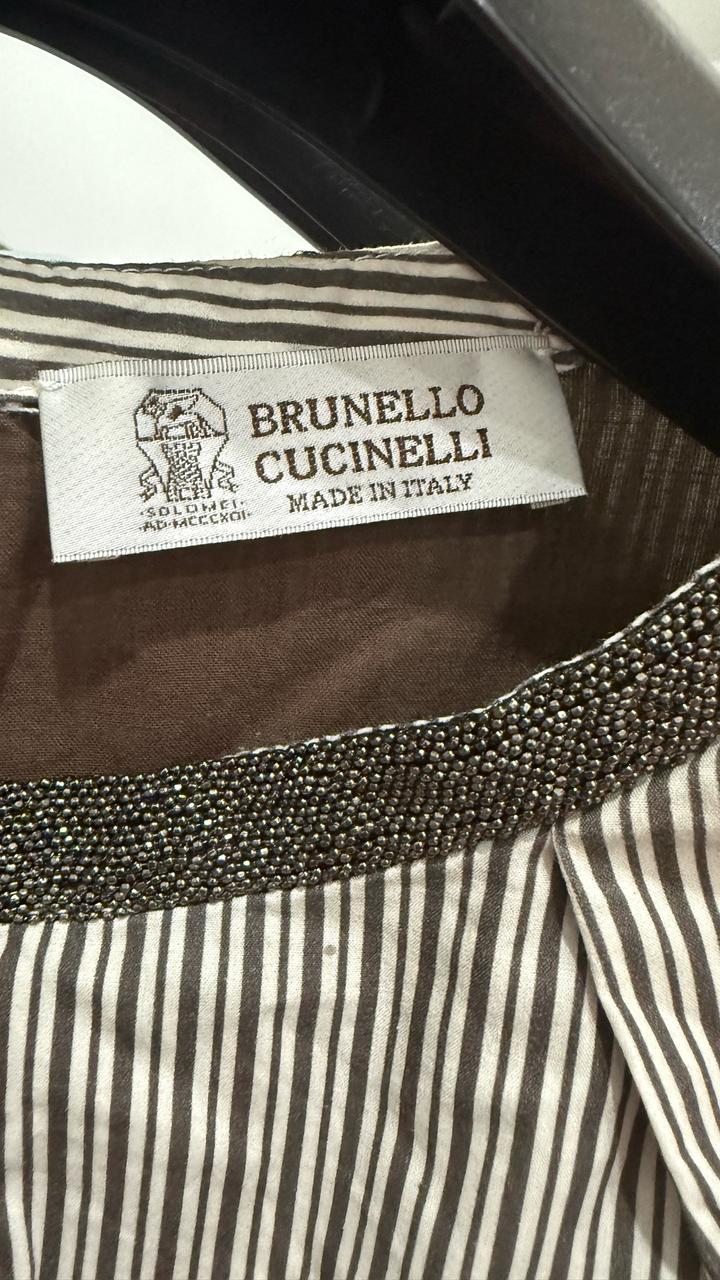 BRUNELLO
CUCINELLI
MADE IN ITALY
·SOLOMEI·
·AD·MCCCXCI·